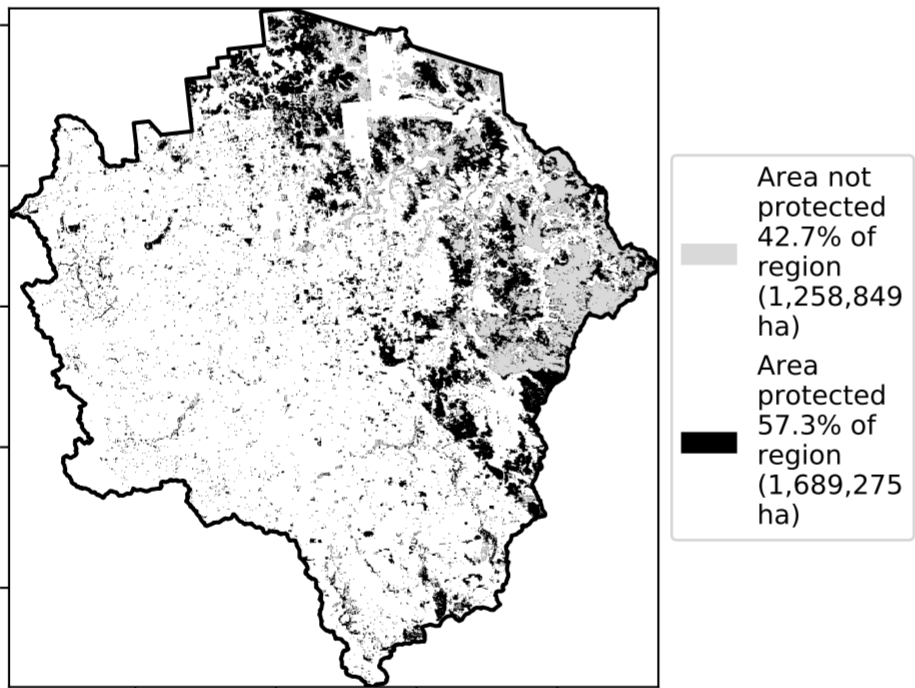 Area not
protected
42.7% of
region
(1,258,849
ha)
Area
protected
57.3% of
region
(1,689,275
ha)